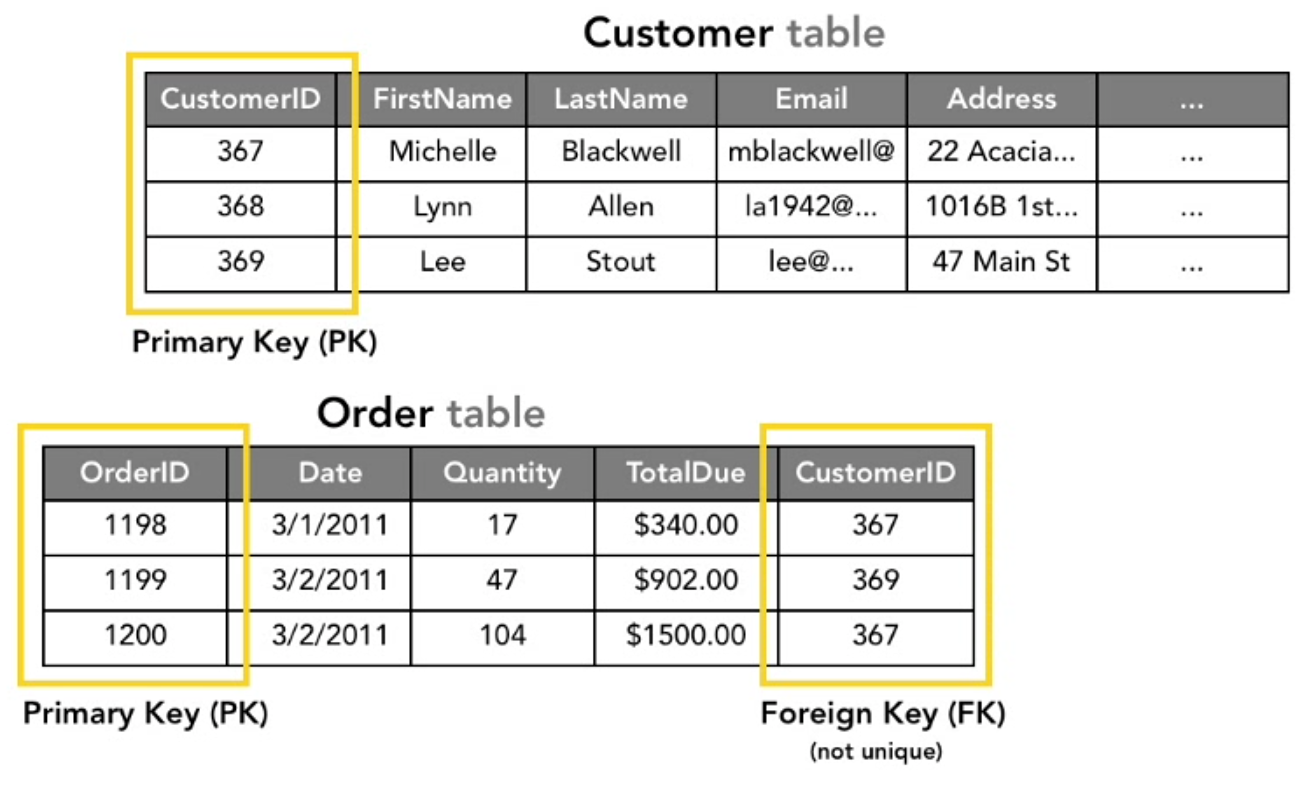 Customer table
CustomerID FirstName LastName Email Address ...
367 Michelle Blackwell mblackwell@ 22 Acacia... ...
368 Lynn Allen la1942@... 1016B 1st... ...
369 Lee Stout lee@... 47 Main St ...
Primary Key (PK)
Order table
OrderID Date Quantity TotalDue CustomerID
1198 3/1/2011 17 $340.00 367
1199 3/2/2011 47 $902.00 369
1200 3/2/2011 104 $1500.00 367
Primary Key (PK) Foreign Key (FK)
(not unique)